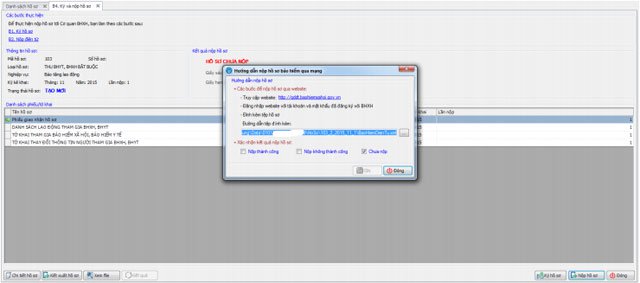 Danh sách hồ sơ
B4. Ký và nộp hồ sơ
Các bước thực hiện
Để thực hiện nộp hồ sơ tới Cơ quan BHXH, bạn làm theo các bước sau:
B1. Ký hồ sơ
B2. Nộp điện tử
Thông tin hồ sơ:
Mã hồ sơ: 103
Số hồ sơ:
Loại hồ sơ: THU BHYT, BHXH BẮT BUỘC
Nghiệp vụ: Báo tăng lao động
Kỳ kê khai: Tháng: 11 Năm: 2015 Lần nộp: 1
Trạng thái hồ sơ: TẠO MỚI
Kết quả nộp hồ sơ
HỒ SƠ CHƯA NỘP
Hướng dẫn nộp hồ sơ bảo hiểm qua mạng
Hướng dẫn nộp hồ sơ
Các bước để nộp hồ sơ qua website:
- Truy cập website: http://gddt.baohiemxahoi.gov.vn
- Đăng nhập website với tài khoản và mật khẩu đã đăng ký với BHXH
- Đính kèm tệp hồ sơ
Đường dẫn tệp đính kèm:
...
Xác nhận kết quả nộp hồ sơ:
Nộp thành công
Nộp không thành công
Chưa nộp
Ghi
Đóng
Danh sách phiếu/tờ khai
Tên hồ sơ
Lần nộp
Phiếu giao nhận hồ sơ
1
DANH SÁCH LAO ĐỘNG THAM GIA BHXH, BHYT
1
TỜ KHAI THAM GIA BẢO HIỂM XÃ HỘI, BẢO HIỂM Y TẾ
1
TỜ KHAI THAY ĐỔI THÔNG TIN NGƯỜI THAM GIA BHXH, BHYT
1
Chi tiết hồ sơ
Kết xuất hồ sơ
Xem file
Kết quả
Ký hồ sơ
Nộp hồ sơ
Đóng